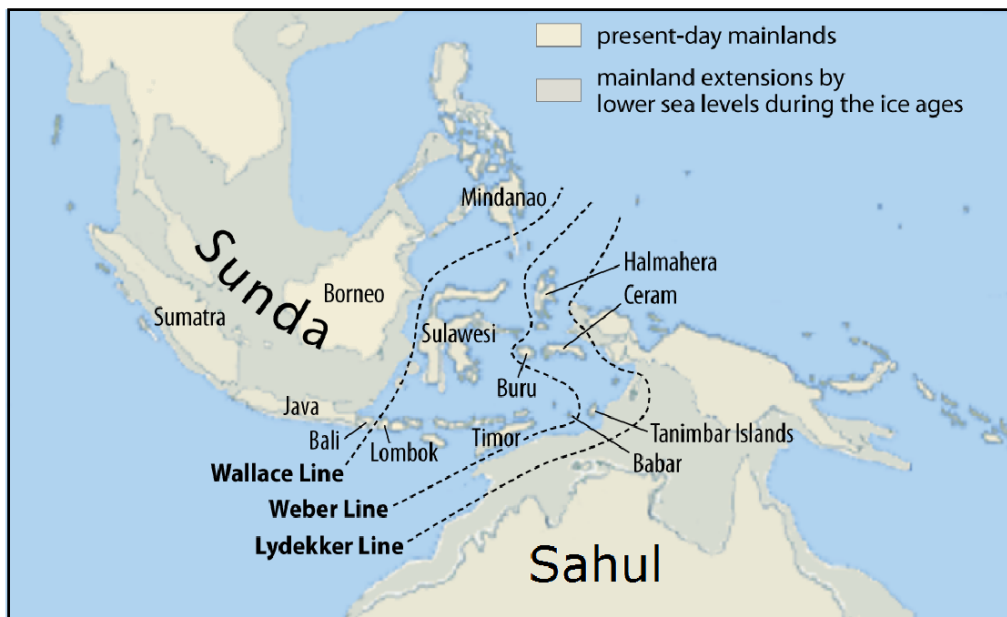 present-day mainlands
mainland extensions by
lower sea levels during the ice ages
Mindanao
Halmahera
Ceram
Sunda
Borneo
Sumatra
Sulawesi
Buru
Java
Bali
Lombok
Timor
Tanimbar Islands
Babar
Wallace Line
Weber Line
Lydekker Line
Sahul